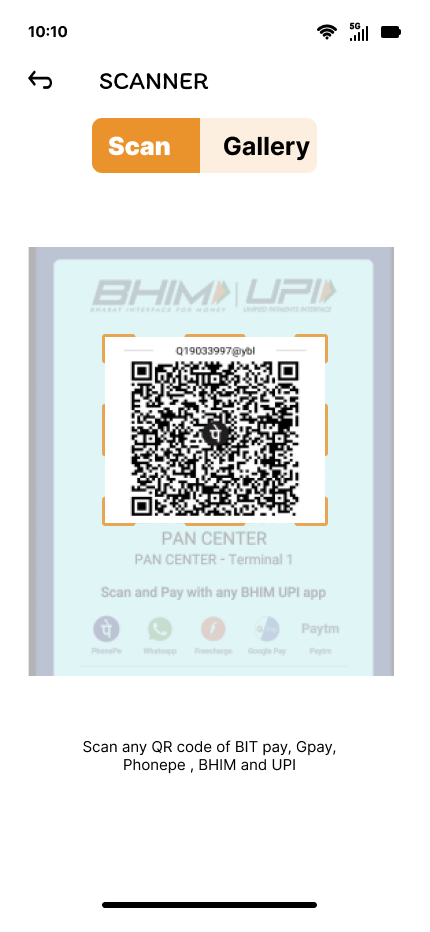 10:10
5G
SCANNER
Scan
Gallery
BHIM
UPI
BHARAT INTERFACE FOR MONEY
UNIFIED PAYMENTS INTERFACE
Q19033997@ybl
पे
PAN CENTER
PAN CENTER - Terminal 1
Scan and Pay with any BHIM UPI app
पे
Paytm
PhonePe
Whatsapp
Freecharge
Google Pay
Paytm
Scan any QR code of BIT pay, Gpay,
Phonepe , BHIM and UPI